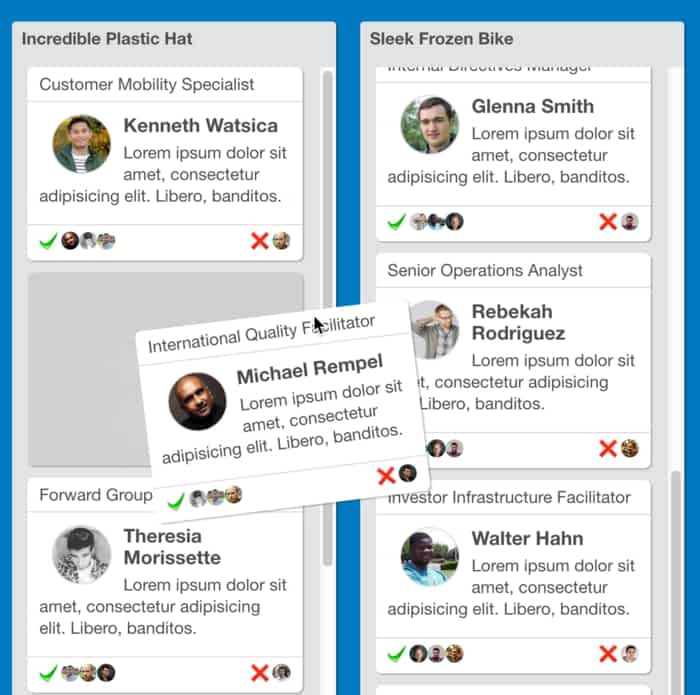 Incredible Plastic Hat
Customer Mobility Specialist
Kenneth Watsica
Lorem ipsum dolor sit
amet, consectetur
adipisicing elit. Libero, banditos.
International Quality Facilitator
Michael Rempel
Lorem ipsum dolor sit
amet, consectetur
adipisicing elit. Libero, banditos.
Forward Group
Theresia
Morissette
Lorem ipsum dolor sit
amet, consectetur adipisicing
elit. Libero, banditos.
Sleek Frozen Bike
Internal Directives Manager
Glenna Smith
Lorem ipsum dolor sit
amet, consectetur
adipisicing elit. Libero, banditos.
Senior Operations Analyst
Rebekah
Rodriguez
Lorem ipsum dolor sit
consectetur adipisicing
Libero, banditos.
Investor Infrastructure Facilitator
Walter Hahn
Lorem ipsum dolor sit
amet, consectetur
adipisicing elit. Libero, banditos.